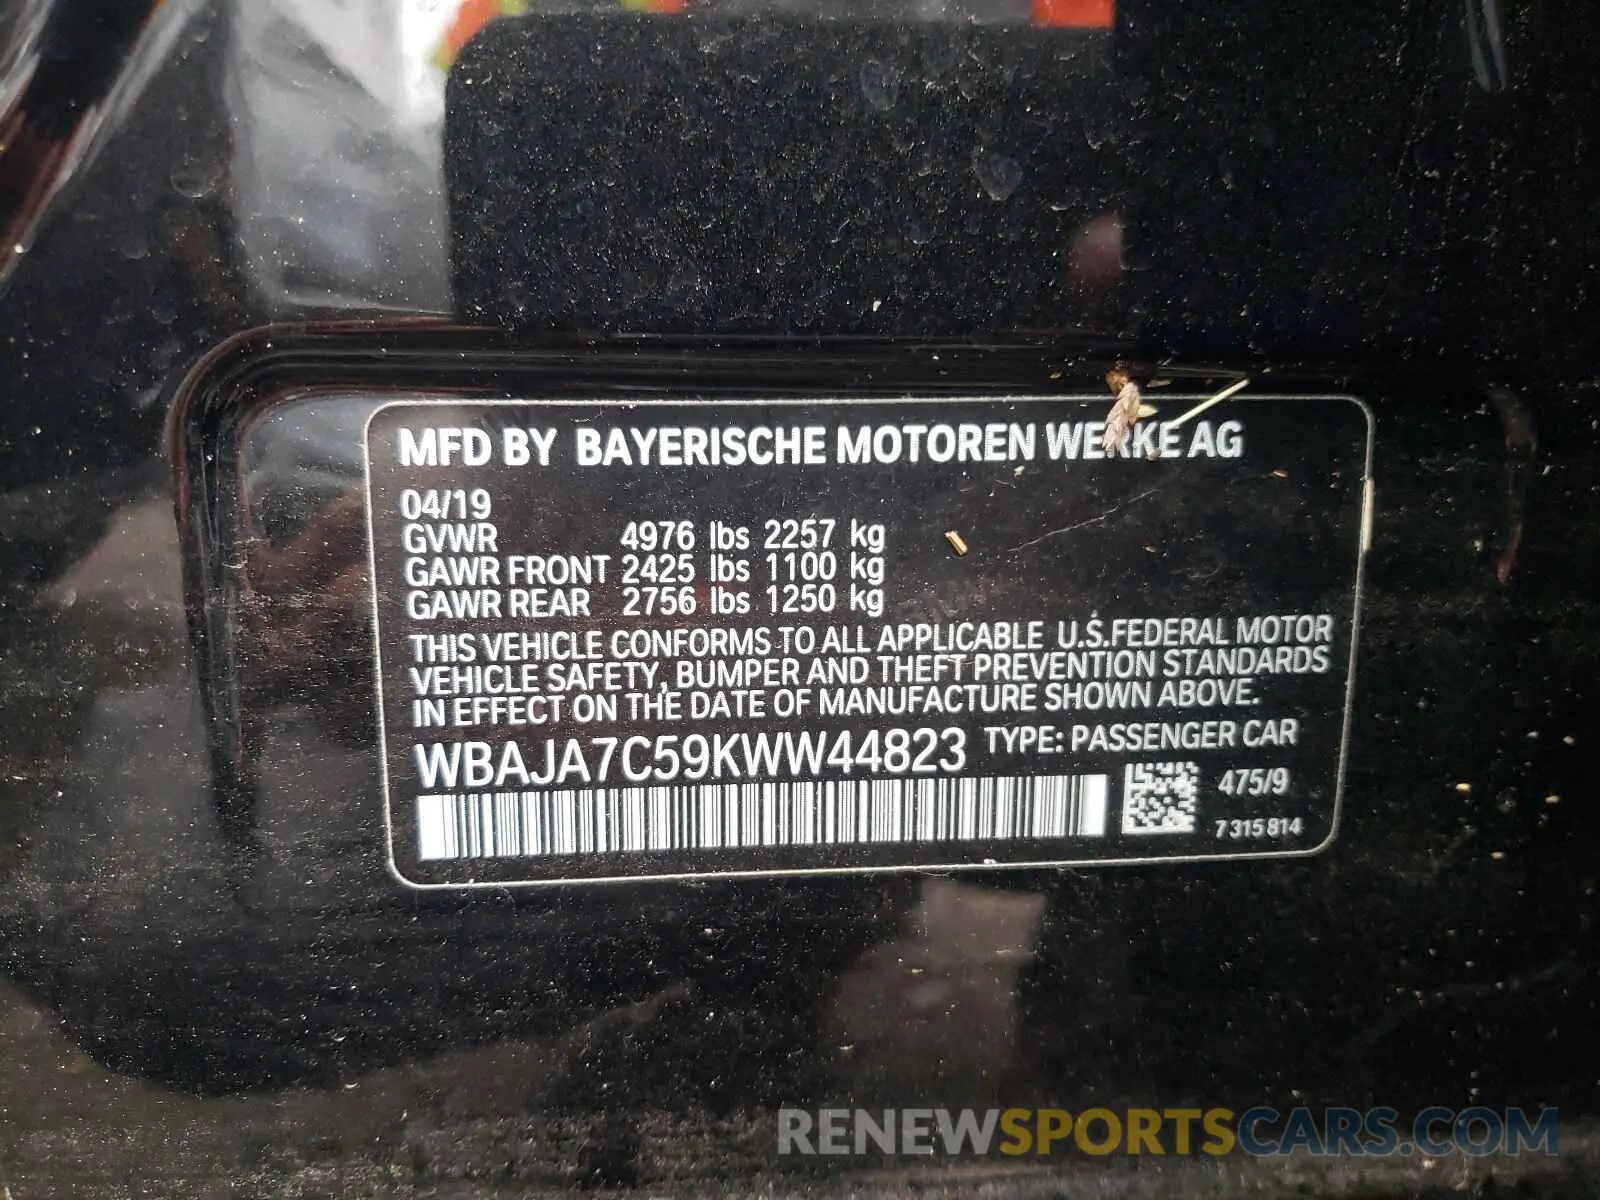 MFD BY BAYERISCHE MOTOREN WERKE AG
04/19
GVWR 4976 lbs 2257 kg
GAWR FRONT 2425 lbs 1100 kg
GAWR REAR 2756 lbs 1250 kg
THIS VEHICLE CONFORMS TO ALL APPLICABLE U.S.FEDERAL MOTOR
VEHICLE SAFETY, BUMPER AND THEFT PREVENTION STANDARDS
IN EFFECT ON THE DATE OF MANUFACTURE SHOWN ABOVE.
WBAJA7C59KWW44823 TYPE: PASSENGER CAR
475/9
7 315 814
RENEWSPORTSCARS.COM